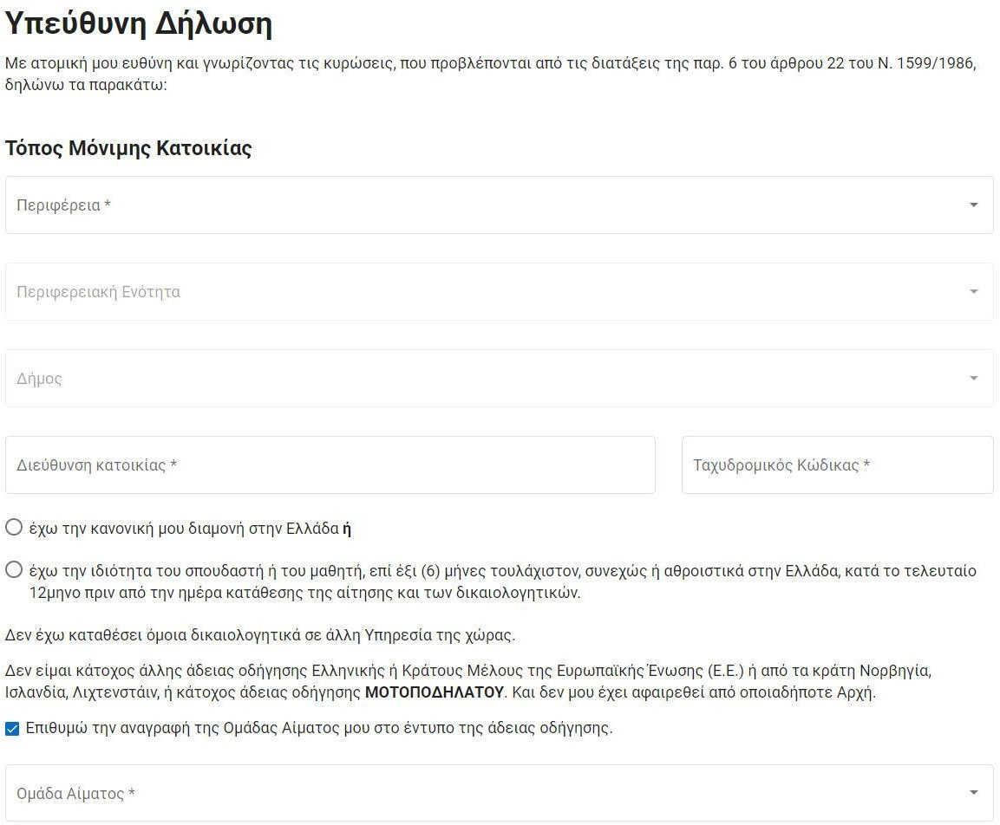 Υπεύθυνη Δήλωση
Με ατομική μου ευθύνη και γνωρίζοντας τις κυρώσεις, που προβλέπονται από τις διατάξεις της παρ. 6 του άρθρου 22 του Ν. 1599/1986,
δηλώνω τα παρακάτω:
Τόπος Μόνιμης Κατοικίας
Περιφέρεια *
Περιφερειακή Ενότητα
Δήμος
Διεύθυνση κατοικίας *
Ταχυδρομικός Κώδικας *
έχω την κανονική μου διαμονή στην Ελλάδα ή
έχω την ιδιότητα του σπουδαστή ή του μαθητή, επί έξι (6) μήνες τουλάχιστον, συνεχώς ή αθροιστικά στην Ελλάδα, κατά το τελευταίο
12μηνο πριν από την ημέρα κατάθεσης της αίτησης και των δικαιολογητικών.
Δεν έχω καταθέσει όμοια δικαιολογητικά σε άλλη Υπηρεσία της χώρας.
Δεν είμαι κάτοχος άλλης άδειας οδήγησης Ελληνικής ή Κράτους Μέλους της Ευρωπαϊκής Ένωσης (Ε.Ε.) ή από τα κράτη Νορβηγία,
Ισλανδία, Λιχτενστάιν, ή κάτοχος άδειας οδήγησης ΜΟΤΟΠΟΔΗΛΑΤΟΥ. Και δεν μου έχει αφαιρεθεί από οποιαδήποτε Αρχή.
Επιθυμώ την αναγραφή της Ομάδας Αίματος μου στο έντυπο της άδειας οδήγησης.
Ομάδα Αίματος *